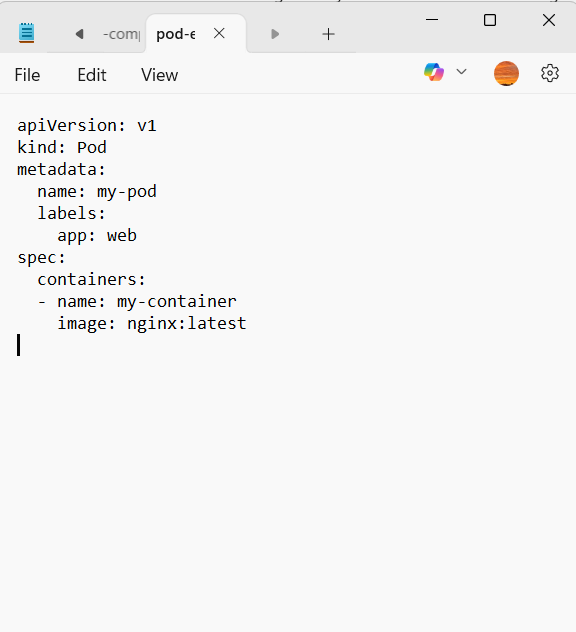 -comp
pod-e
File Edit View
apiVersion: v1
kind: Pod
metadata:
  name: my-pod
  labels:
    app: web
spec:
  containers:
  - name: my-container
    image: nginx:latest